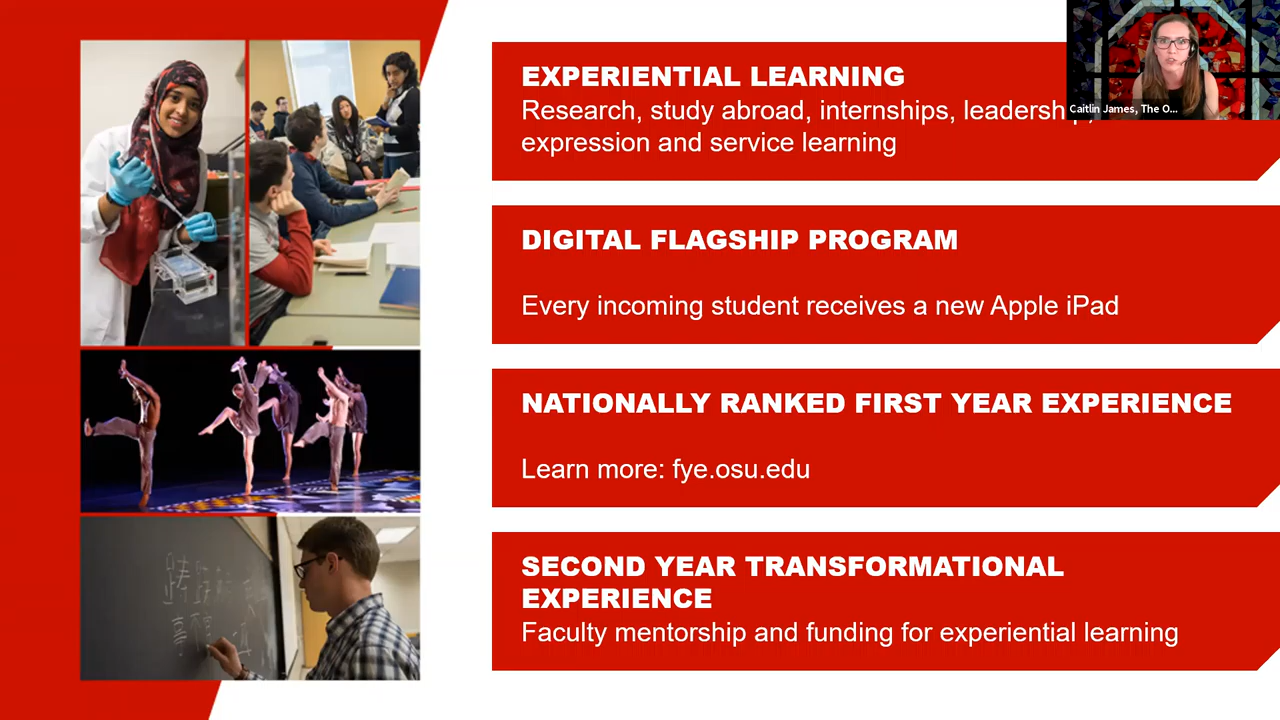 EXPERIENTIAL LEARNING
Research, study abroad, internships, leadersh
expression and service learning
Caitlin James, The O...
DIGITAL FLAGSHIP PROGRAM
Every incoming student receives a new Apple iPad
NATIONALLY RANKED FIRST YEAR EXPERIENCE
Learn more: fye.osu.edu
SECOND YEAR TRANSFORMATIONAL
EXPERIENCE
Faculty mentorship and funding for experiential learning